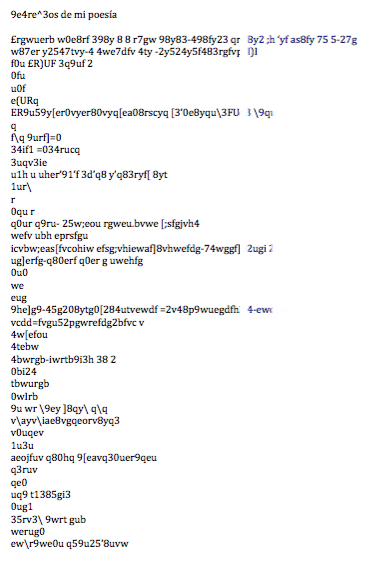 9e4re^3os de mi poesía
£rgwuerb w0e8rf 398y 8 8 r7gw 98y83-498fy23 qr 8y2 ;h 'yf as8fy 75 5-27g
w87er y2547tvy-4 4we7dfv 4ty -2y524y5f483rgfvp
f0u £R)UF 3q9uf 2
0fu
u0f
e(URq
ER9u59y[er0vyer80vyq[ea08rscyq [3'0e8yqu\3FU
q
f\q 9urf]=0
34if1 =034rucq
3uqv3ie
u1h u uher'91'f 3d'q8 y'q83ryf[ 8yt
1ur\
r
0qu r
q0ur q9ru- 25w;eou rgweu.bvwe [;sfgjvh4
wefv ubh eprsfgu
icvbw;eas[fvcohiw efsg;vhiewaf]8vhwefdg-74wggf] 2ugi
ug]erfg-q80erf q0er g uwehfg
0u0
we
eug
9he]g9-45g208ytg0[284utvewdf =2v48p9wuegdfh 4-ew
vcdd=fvgu52pgwrefdg2bfvc v
4w[efou
4tebw
4bwrgb-iwrtb9i3h 38 2
0bi24
tbwurgb
0wIrb
9u wr \9ey ]8qy\ q\q
v\ayv\iae8vgqeorv8yq3
v0uqev
1u3u
aeojfuv q80hq 9[eavq30uer9qeu
q3ruv
qe0
uq9 t1385gi3
0ug1
35rv3\ 9wrt gub
werug0
ew\r9we0u q59u25'8uvw